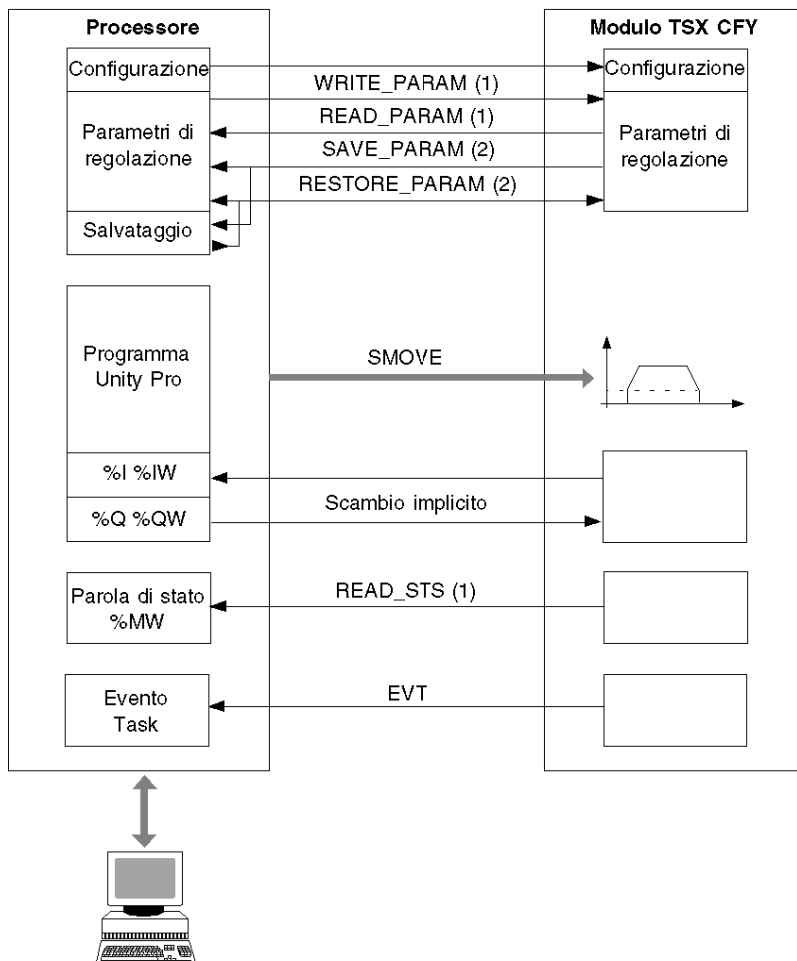 Processore
Modulo TSX CFY
Configurazione
Configurazione
WRITE_PARAM (1)
READ_PARAM (1)
Parametri di
regolazione
Parametri di
regolazione
SAVE_PARAM (2)
RESTORE_PARAM (2)
Salvataggio
Programma
Unity Pro
SMOVE
%I %IW
%Q %QW
Scambio implicito
Parola di stato
%MW
READ_STS (1)
Evento
Task
EVT